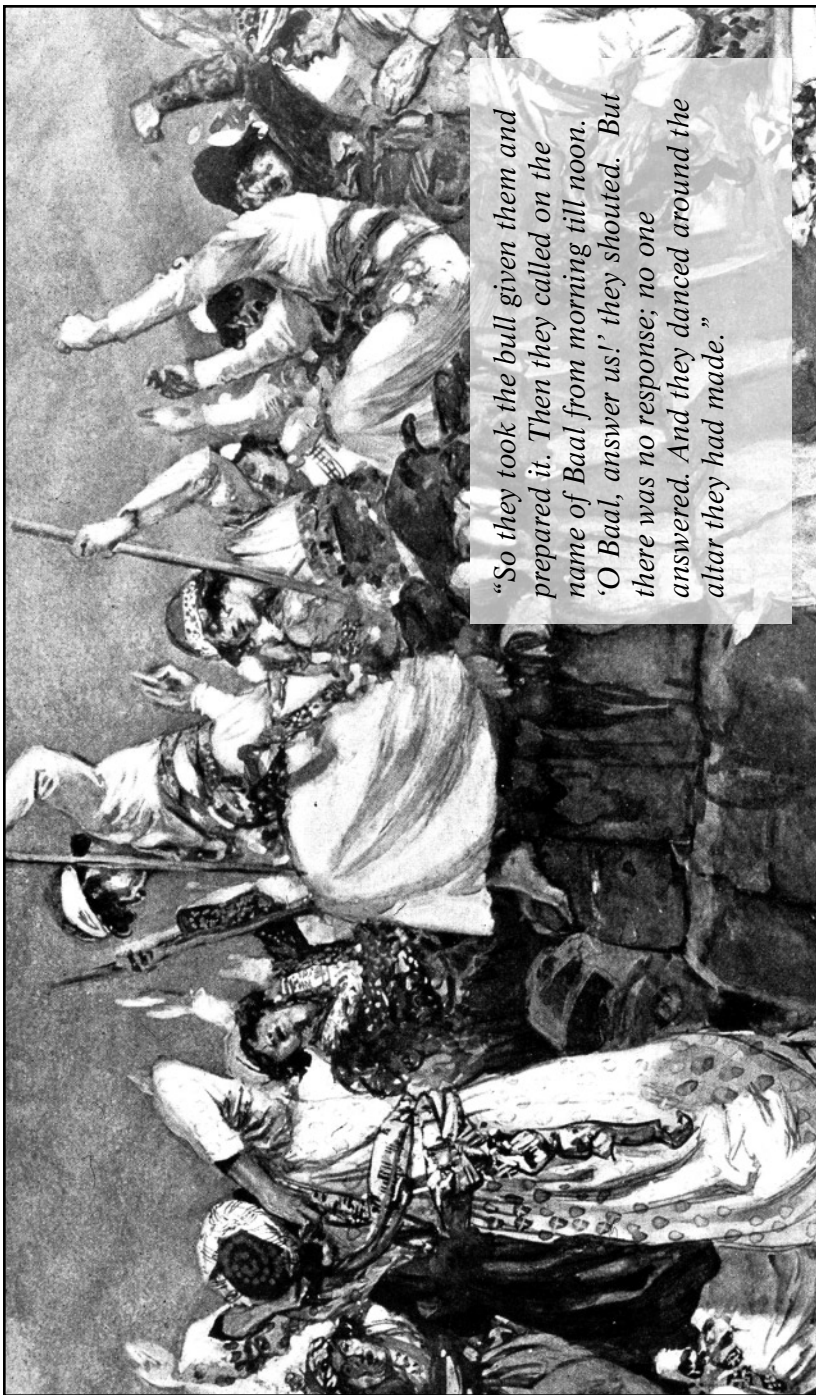 “So they took the bull given them and
prepared it. Then they called on the
name of Baal from morning till noon.
‘O Baal, answer us!’ they shouted.  But
there was no response; no one
answered. And they danced around the
altar they had made.”